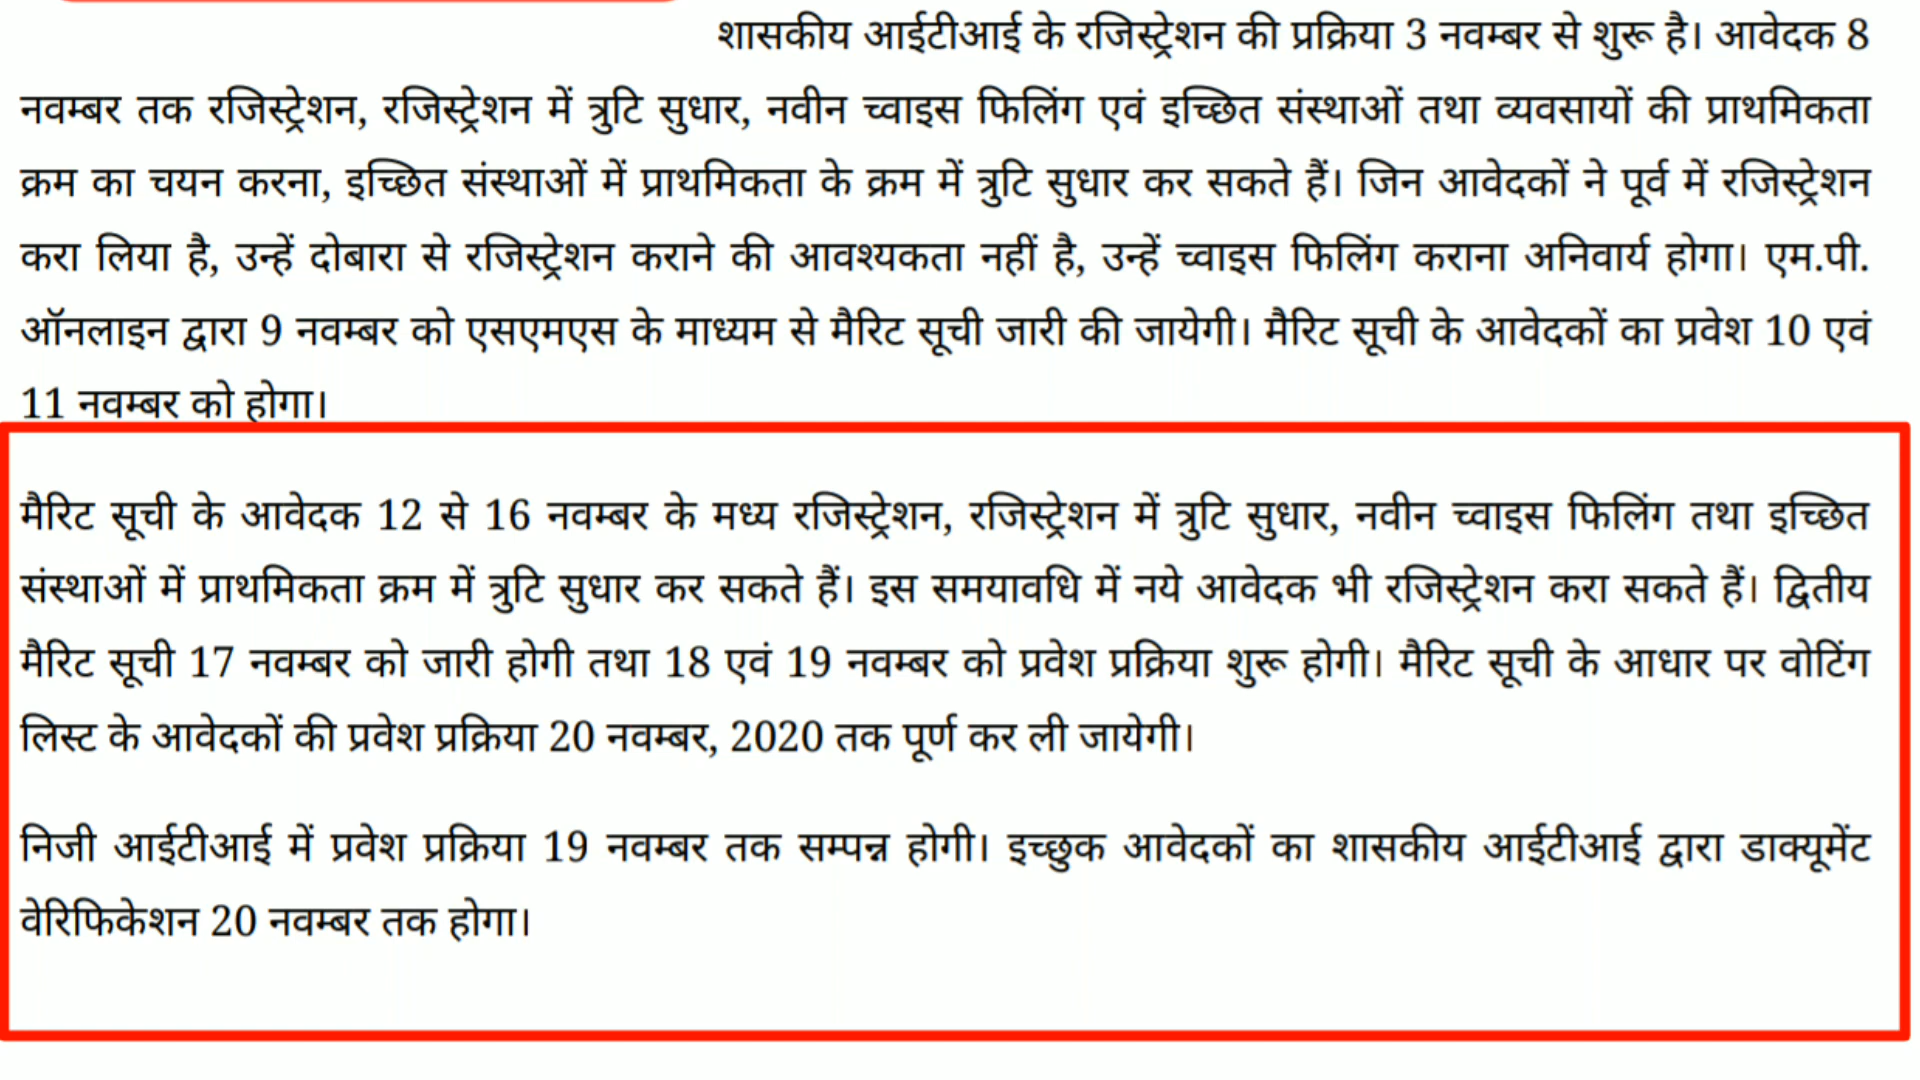 शासकीय आईटीआई के रजिस्ट्रेशन की प्रक्रिया 3 नवम्बर से शुरू है। आवेदक 8
नवम्बर तक रजिस्ट्रेशन, रजिस्ट्रेशन में त्रुटि सुधार, नवीन च्वाइस फिलिंग एवं इच्छित संस्थाओं तथा व्यवसायों की प्राथमिकता
क्रम का चयन करना, इच्छित संस्थाओं में प्राथमिकता के क्रम में त्रुटि सुधार कर सकते हैं। जिन आवेदकों ने पूर्व में रजिस्ट्रेशन
करा लिया है, उन्हें दोबारा से रजिस्ट्रेशन कराने की आवश्यकता नहीं है, उन्हें च्वाइस फिलिंग कराना अनिवार्य होगा। एम.पी.
ऑनलाइन द्वारा 9 नवम्बर को एसएमएस के माध्यम से मैरिट सूची जारी की जायेगी। मैरिट सूची के आवेदकों का प्रवेश 10 एवं
11 नवम्बर को होगा।
मैरिट सूची के आवेदक 12 से 16 नवम्बर के मध्य रजिस्ट्रेशन, रजिस्ट्रेशन में त्रुटि सुधार, नवीन च्वाइस फिलिंग तथा इच्छित
संस्थाओं में प्राथमिकता क्रम में त्रुटि सुधार कर सकते हैं। इस समयावधि में नये आवेदक भी रजिस्ट्रेशन करा सकते हैं। द्वितीय
मैरिट सूची 17 नवम्बर को जारी होगी तथा 18 एवं 19 नवम्बर को प्रवेश प्रक्रिया शुरू होगी। मैरिट सूची के आधार पर वोटिंग
लिस्ट के आवेदकों की प्रवेश प्रक्रिया 20 नवम्बर, 2020 तक पूर्ण कर ली जायेगी।
निजी आईटीआई में प्रवेश प्रक्रिया 19 नवम्बर तक सम्पन्न होगी। इच्छुक आवेदकों का शासकीय आईटीआई द्वारा डाक्यूमेंट
वेरिफिकेशन 20 नवम्बर तक होगा।